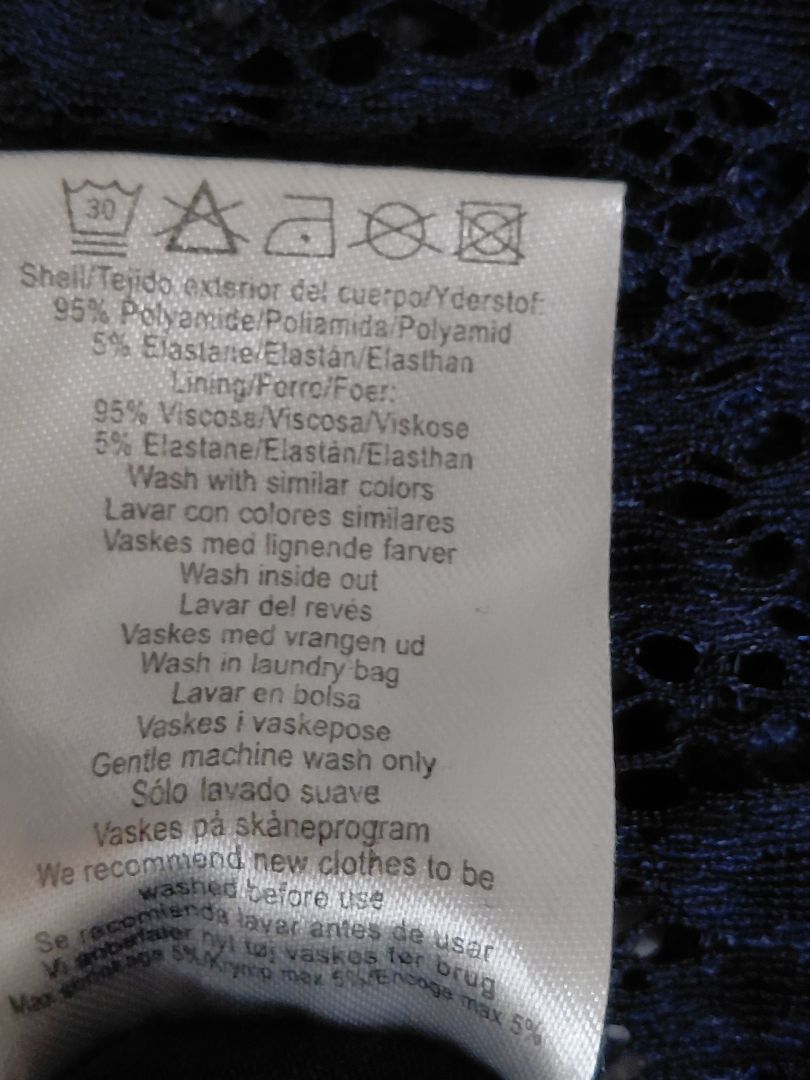 30
Shell/Tejido exterior del cuerpo/Yderstof:
95% Polyamide/Poliamida/Polyamid
5% Elastane/Elastán/Elasthan
Lining/Forro/Foer:
95% Viscose/Viscosa/Viskose
5% Elastane/Elastán/Elasthan
Wash with similar colors
Lavar con colores similares
Vaskes med lignende farver
Wash inside out
Lavar del revés
Vaskes med vrangen ud
Wash in laundry bag
Lavar en bolsa
Vaskes i vaskepose
Gentle machine wash only
Sólo lavado suave
Vaskes på skåneprogram
We recommend new clothes to be
washed before use
Se recomienda lavar antes de usar
Vi anbefaler nyt tøj vaskes før brug
Max shrinkage 5%/Krymp max 5%/Encoge max 5%